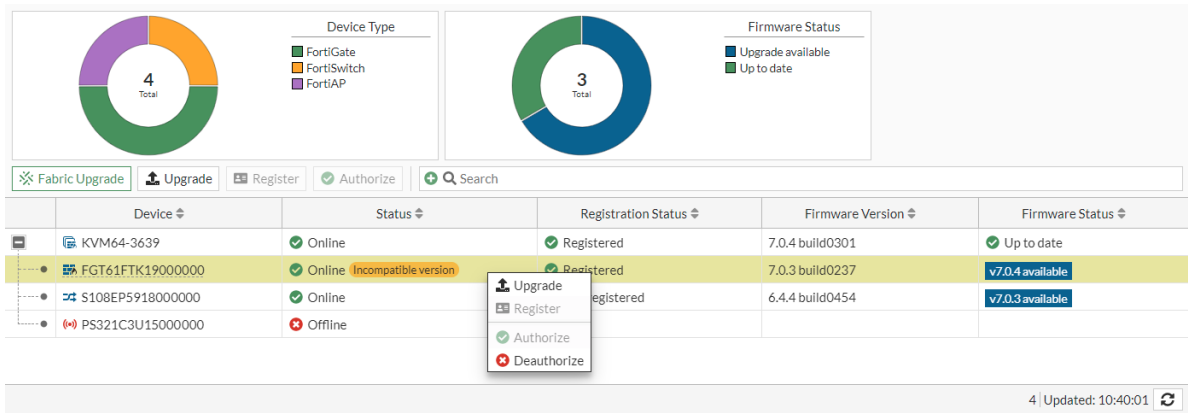 Device Type
FortiGate
FortiSwitch
FortiAP
4
Total
Firmware Status
Upgrade available
Up to date
3
Total
Fabric Upgrade Upgrade Register Authorize Search
Device Status Registration Status Firmware Version Firmware Status
KVM64-3639 Online Registered 7.0.4 build0301 Up to date
FGT61FTK19000000 Online Incompatible version Registered 7.0.3 build0237 v7.0.4 available
S108EP5918000000 Online egistered 6.4.4 build0454 v7.0.3 available
PS321C3U15000000 Offline
Upgrade
Register
Authorize
Deauthorize
4 Updated: 10:40:01